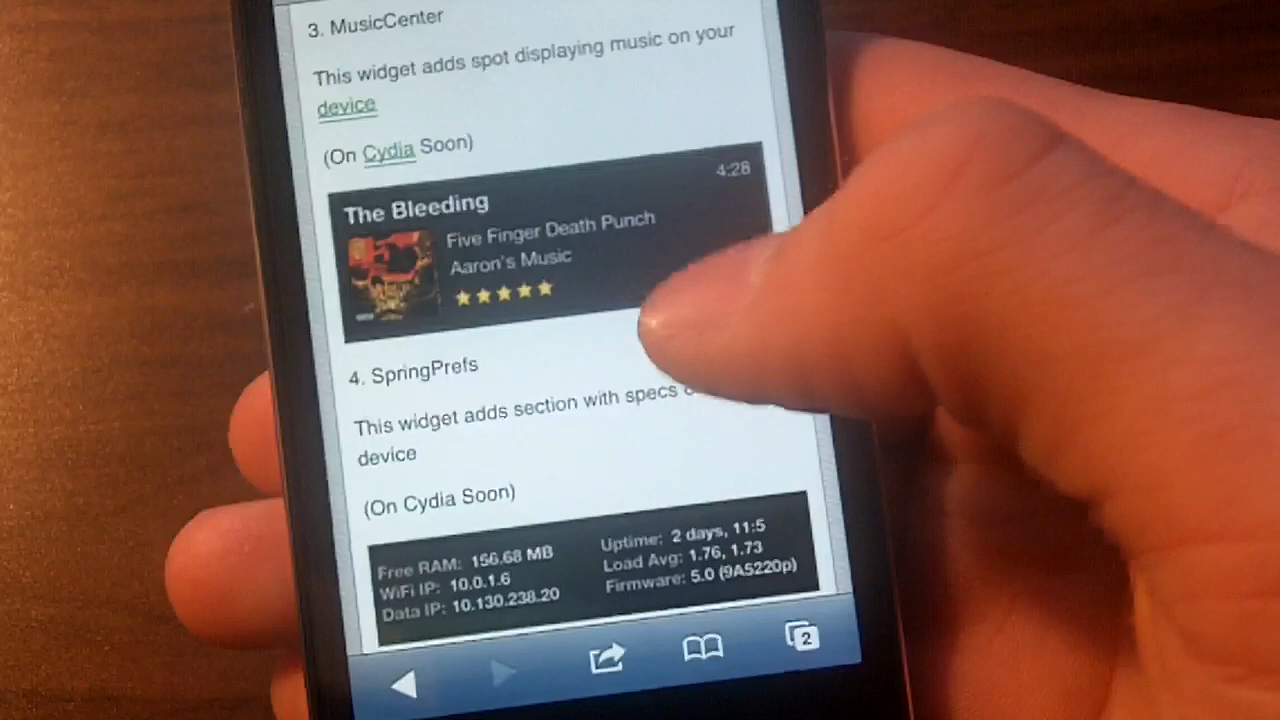 3. MusicCenter
This widget adds spot displaying music on your
device
(On Cydia Soon)
4:28
The Bleeding
Five Finger Death Punch
Aaron's Music
4. SpringPrefs
This widget adds section with specs
device
(On Cydia Soon)
Free RAM: 156.68 MB
WiFi IP: 10.0.1.6
Data IP: 10.130.238.20
Uptime: 2 days, 11:5
Load Avg: 1.76, 1.73
Firmware: 5.0 (9A5220p)
2